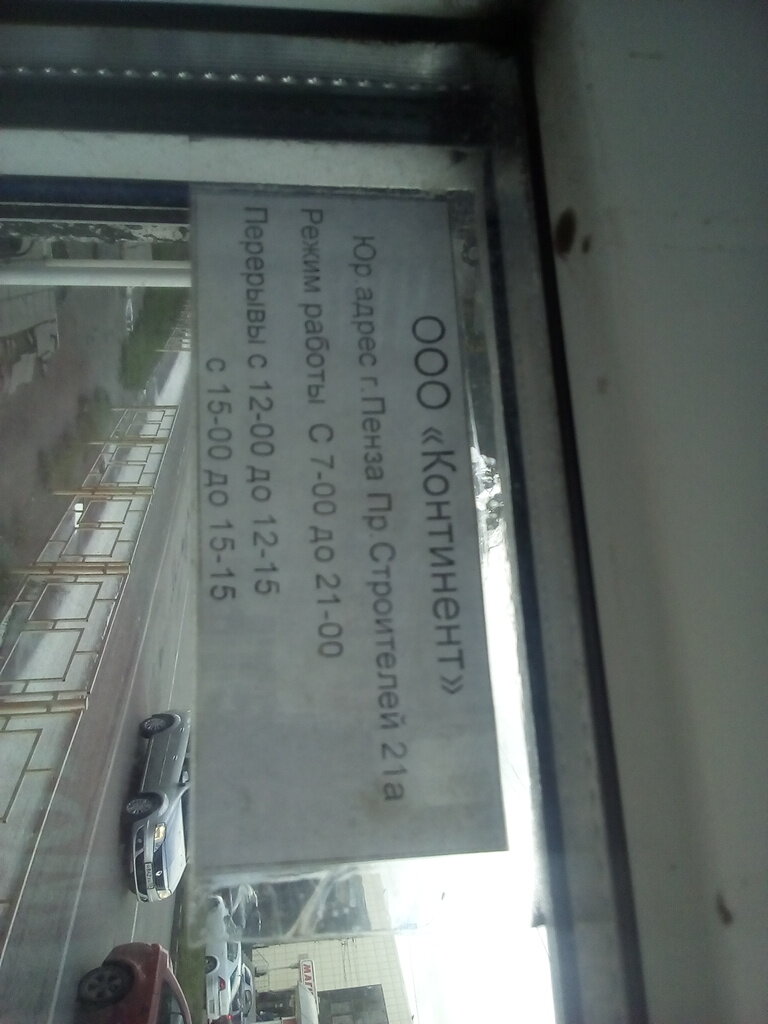 ООО «Континент»
Юр адрес г.Пенза Пр.Строителей 21а
Режим работы С 7-00 до 21-00
Перерывы с 12-00 до 12-15
с 15-00 до 15-15